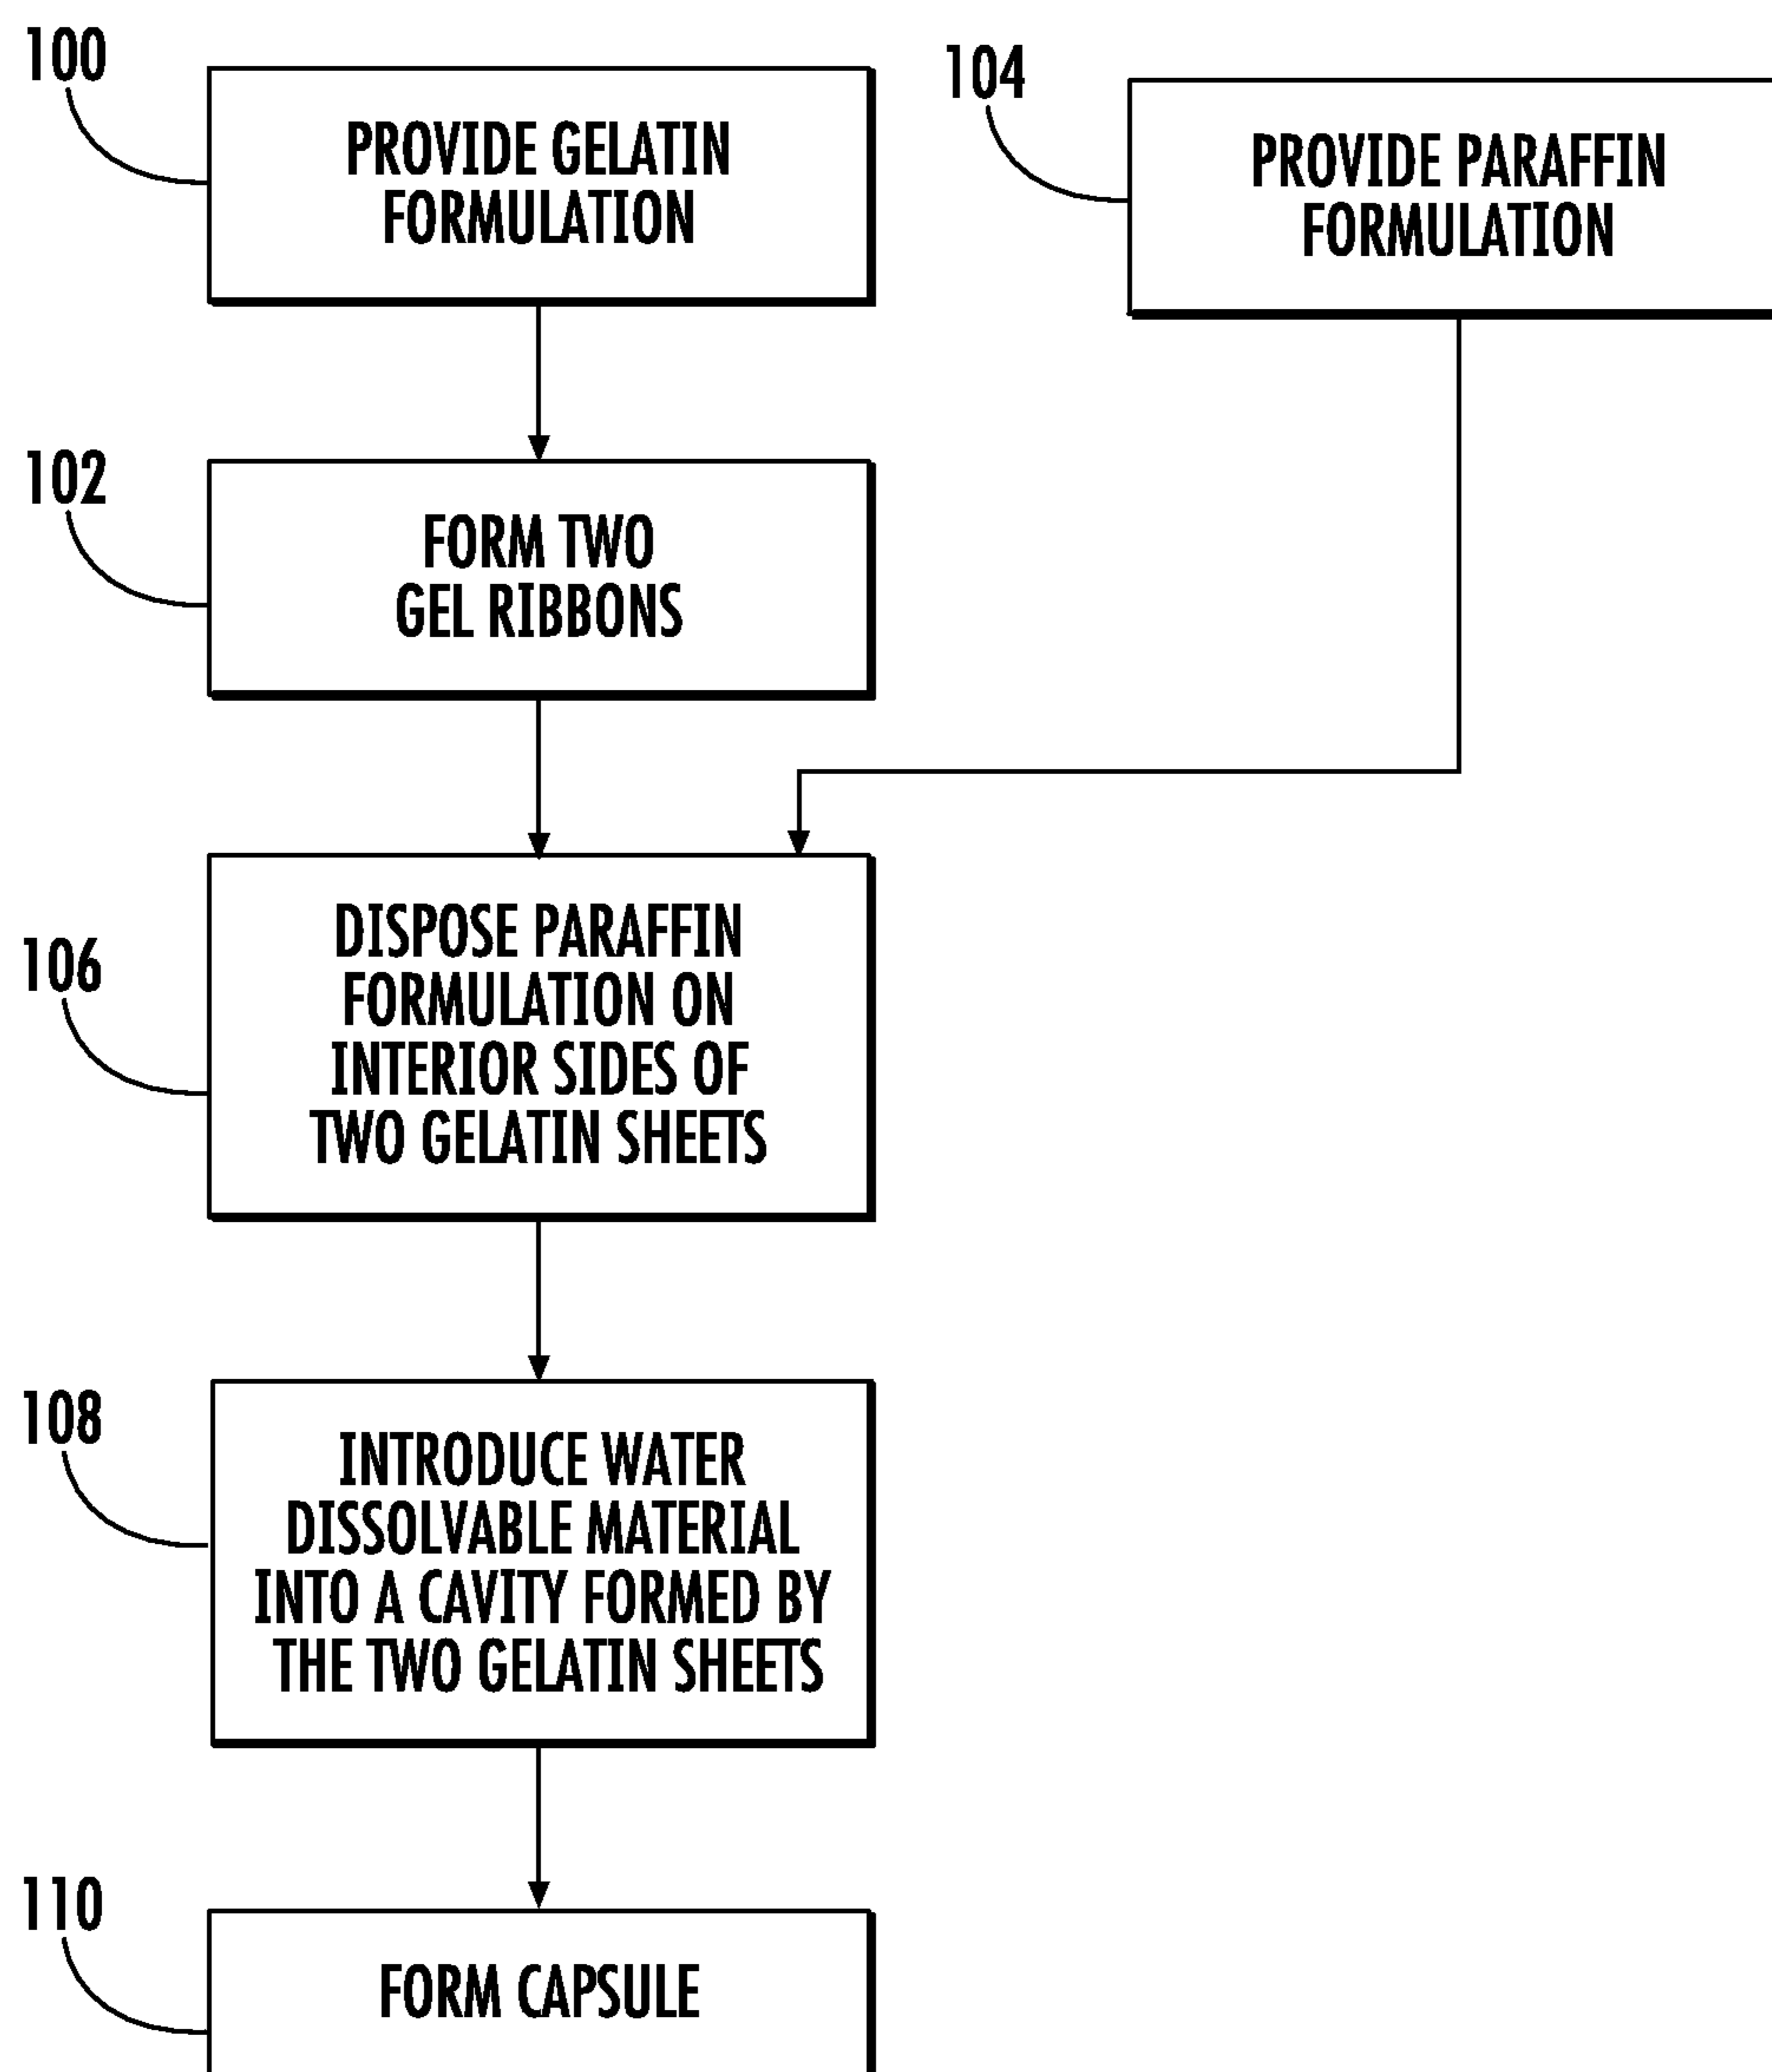 100
PROVIDE GELATIN
FORMULATION
104
PROVIDE PARAFFIN
FORMULATION
102
FORM TWO
GEL RIBBONS
106
DISPOSE PARAFFIN
FORMULATION ON
INTERIOR SIDES OF
TWO GELATIN SHEETS
108
INTRODUCE WATER
DISSOLVABLE MATERIAL
INTO A CAVITY FORMED BY
THE TWO GELATIN SHEETS
110
FORM CAPSULE